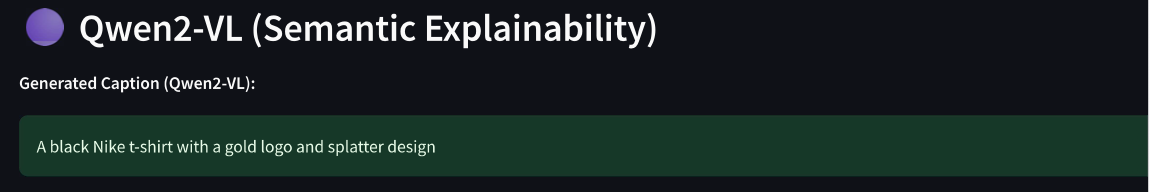 Qwen2-VL (Semantic Explainability)
Generated Caption (Qwen2-VL):
A black Nike t-shirt with a gold logo and splatter design